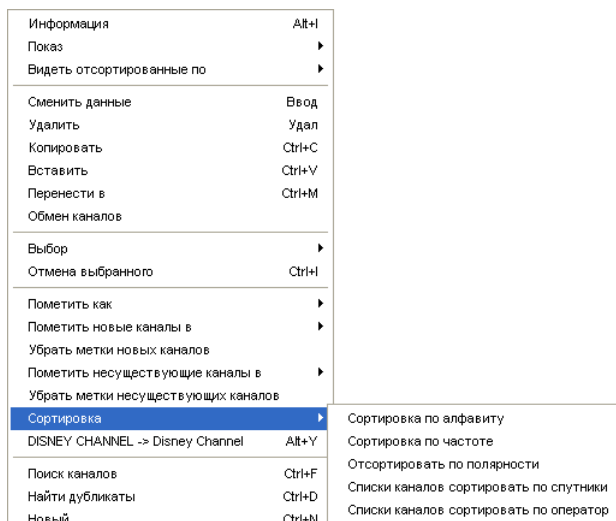 Информация Alt+I
Показ
Видеть отсортированные по
Сменить данные Ввод
Удалить Удал
Копировать Ctrl+C
Вставить Ctrl+V
Перенести в Ctrl+M
Обмен каналов
Выбор
Отмена выбранного Ctrl+I
Пометить как
Пометить новые каналы в
Убрать метки новых каналов
Пометить несуществующие каналы в
Убрать метки несуществующих каналов
Сортировка
Сортировка по алфавиту
DISNEY CHANNEL -> Disney Channel Alt+Y
Сортировка по частоте
Отсортировать по полярности
Поиск каналов Ctrl+F
Списки каналов сортировать по спутники
Найти дубликаты Ctrl+D
Списки каналов сортировать по оператор
Новый Ctrl+N